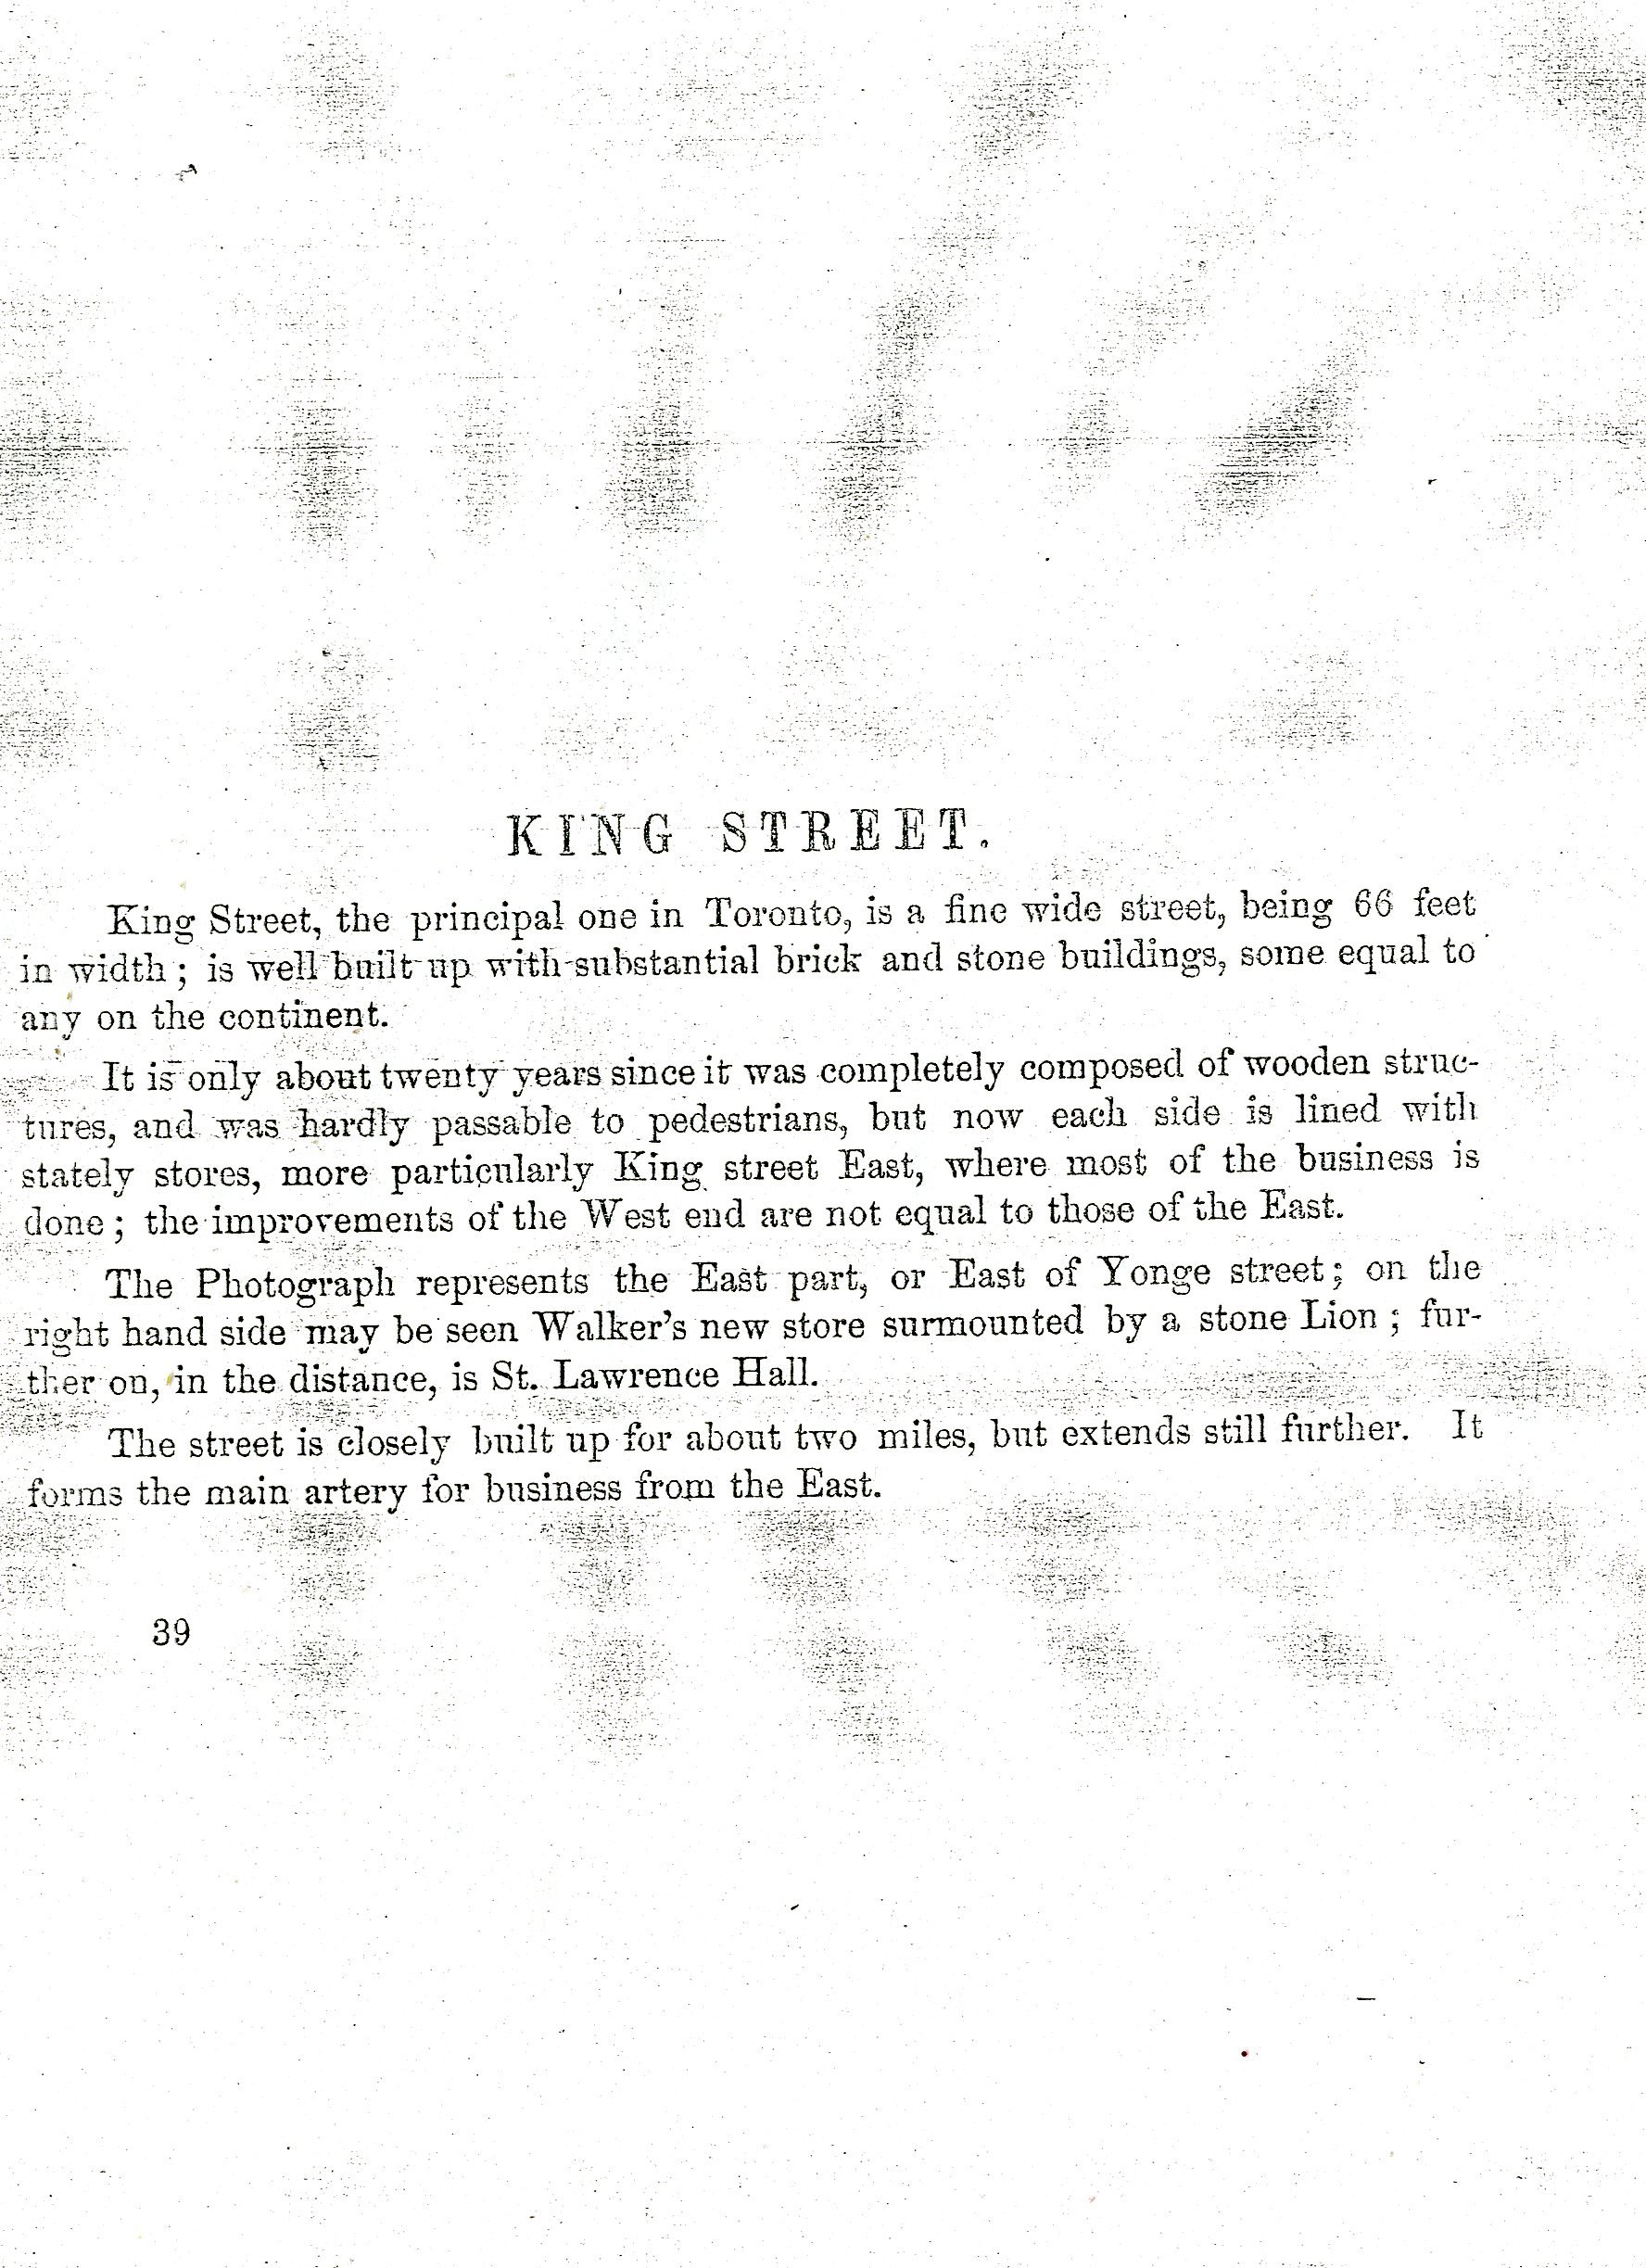 KING STREET.
King Street, the principal one in Toronto, is a fine wide street, being 66 feet
in width; is well built up with substantial brick and stone buildings, some equal to
any on the continent.
It is only about twenty years since it was completely composed of wooden struc-
tures, and was hardly passable to pedestrians, but now each side is lined with
stately stores, more particularly King street East, where most of the business is
done; the improvements of the West end are not equal to those of the East.
The Photograph represents the East part, or East of Yonge street; on the
right hand side may be seen Walker's new store surmounted by a stone Lion; fur-
ther on, in the distance, is St. Lawrence Hall.
The street is closely built up for about two miles, but extends still further. It
forms the main artery for business from the East.
39